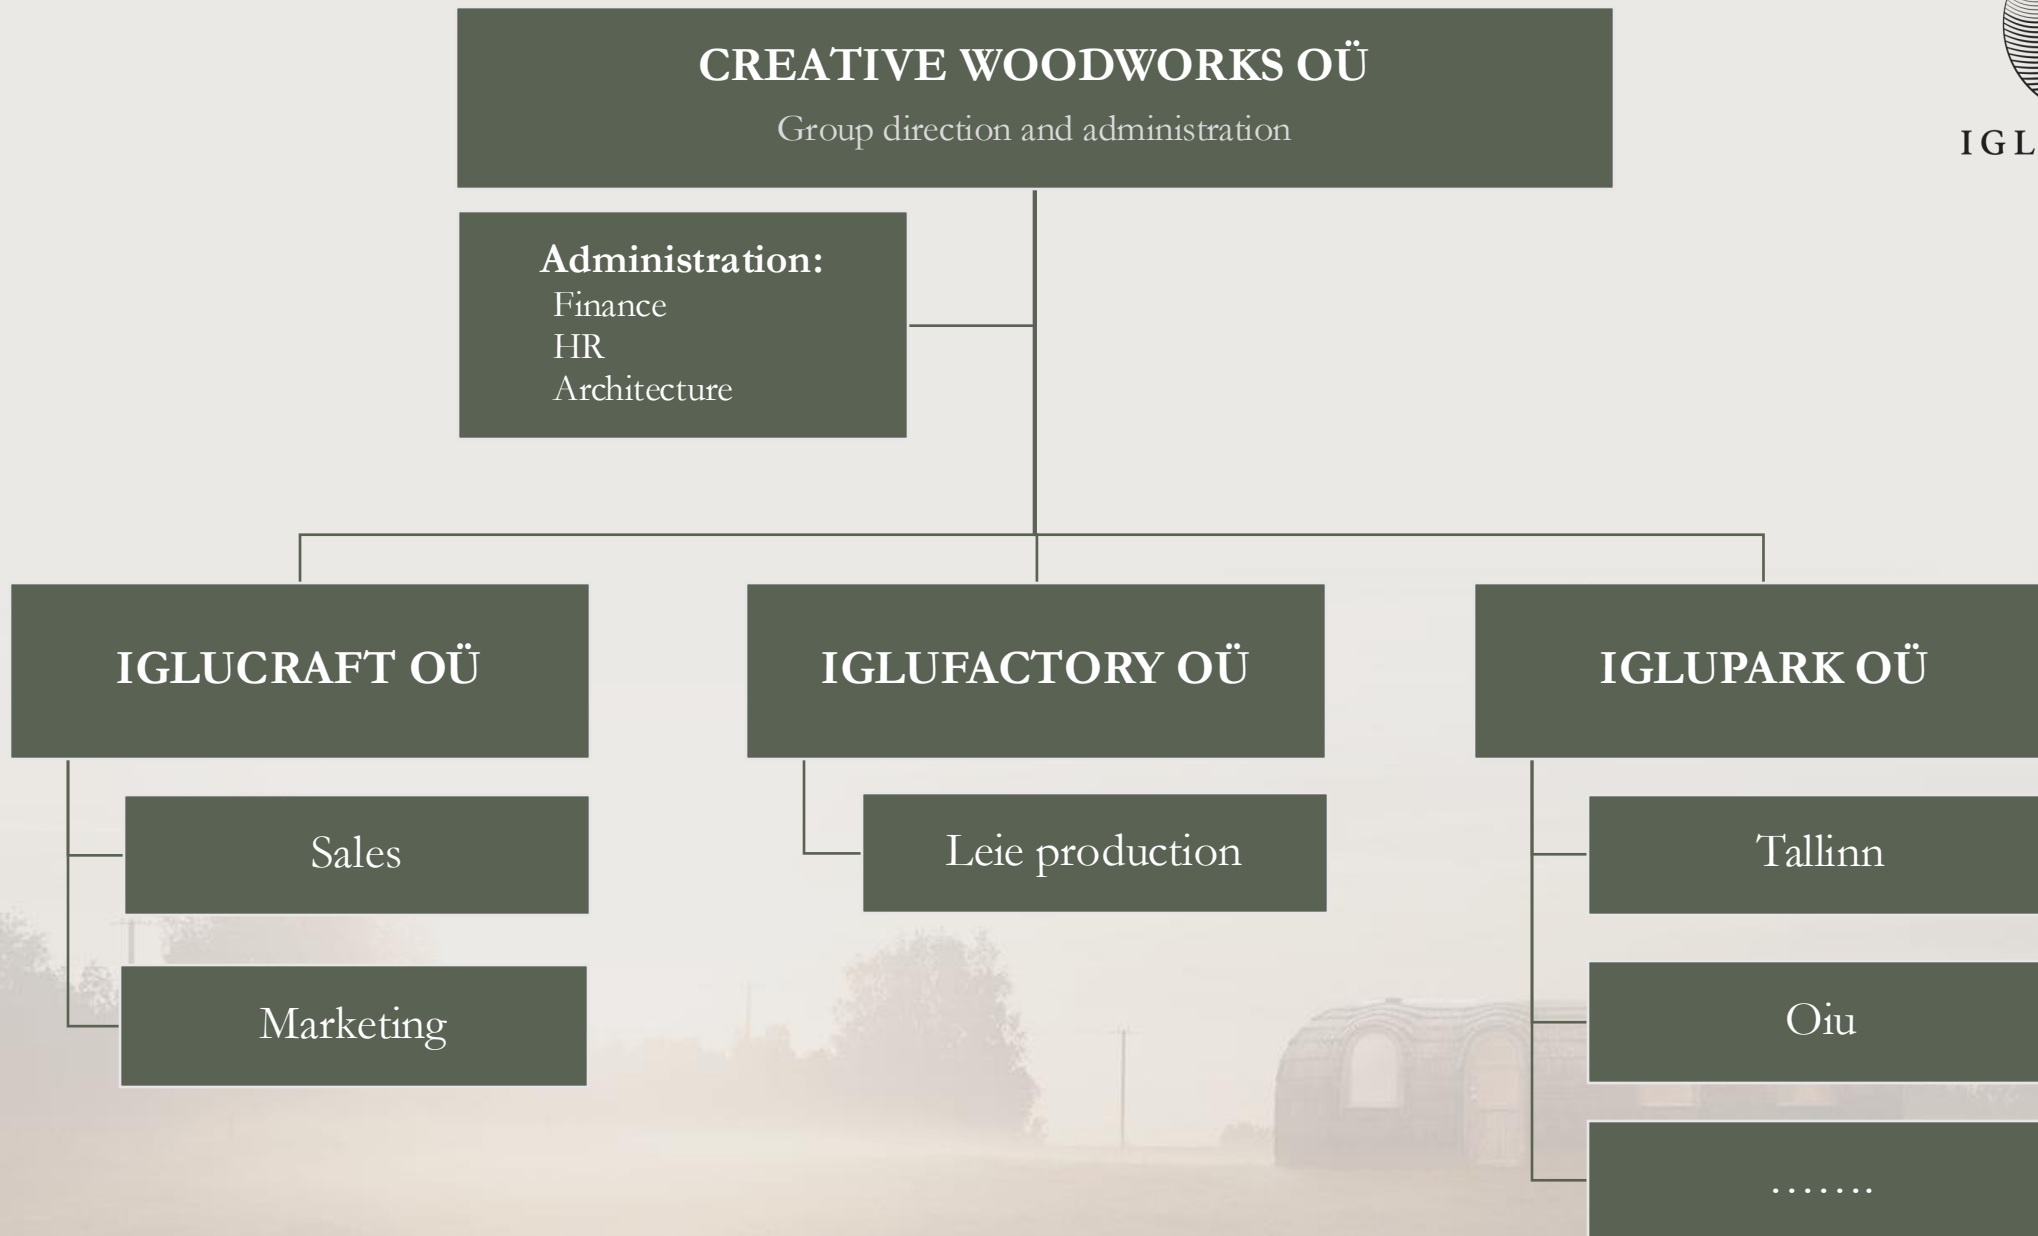 CREATIVE WOODWORKS OÜ
Group direction and administration
IGL
Administration:
Finance
HR
Architecture
IGLUCRAFT OÜ
IGLUFACTORY OÜ
IGLUPARK OÜ
Sales
Leie production
Tallinn
Marketing
Oiu
.......